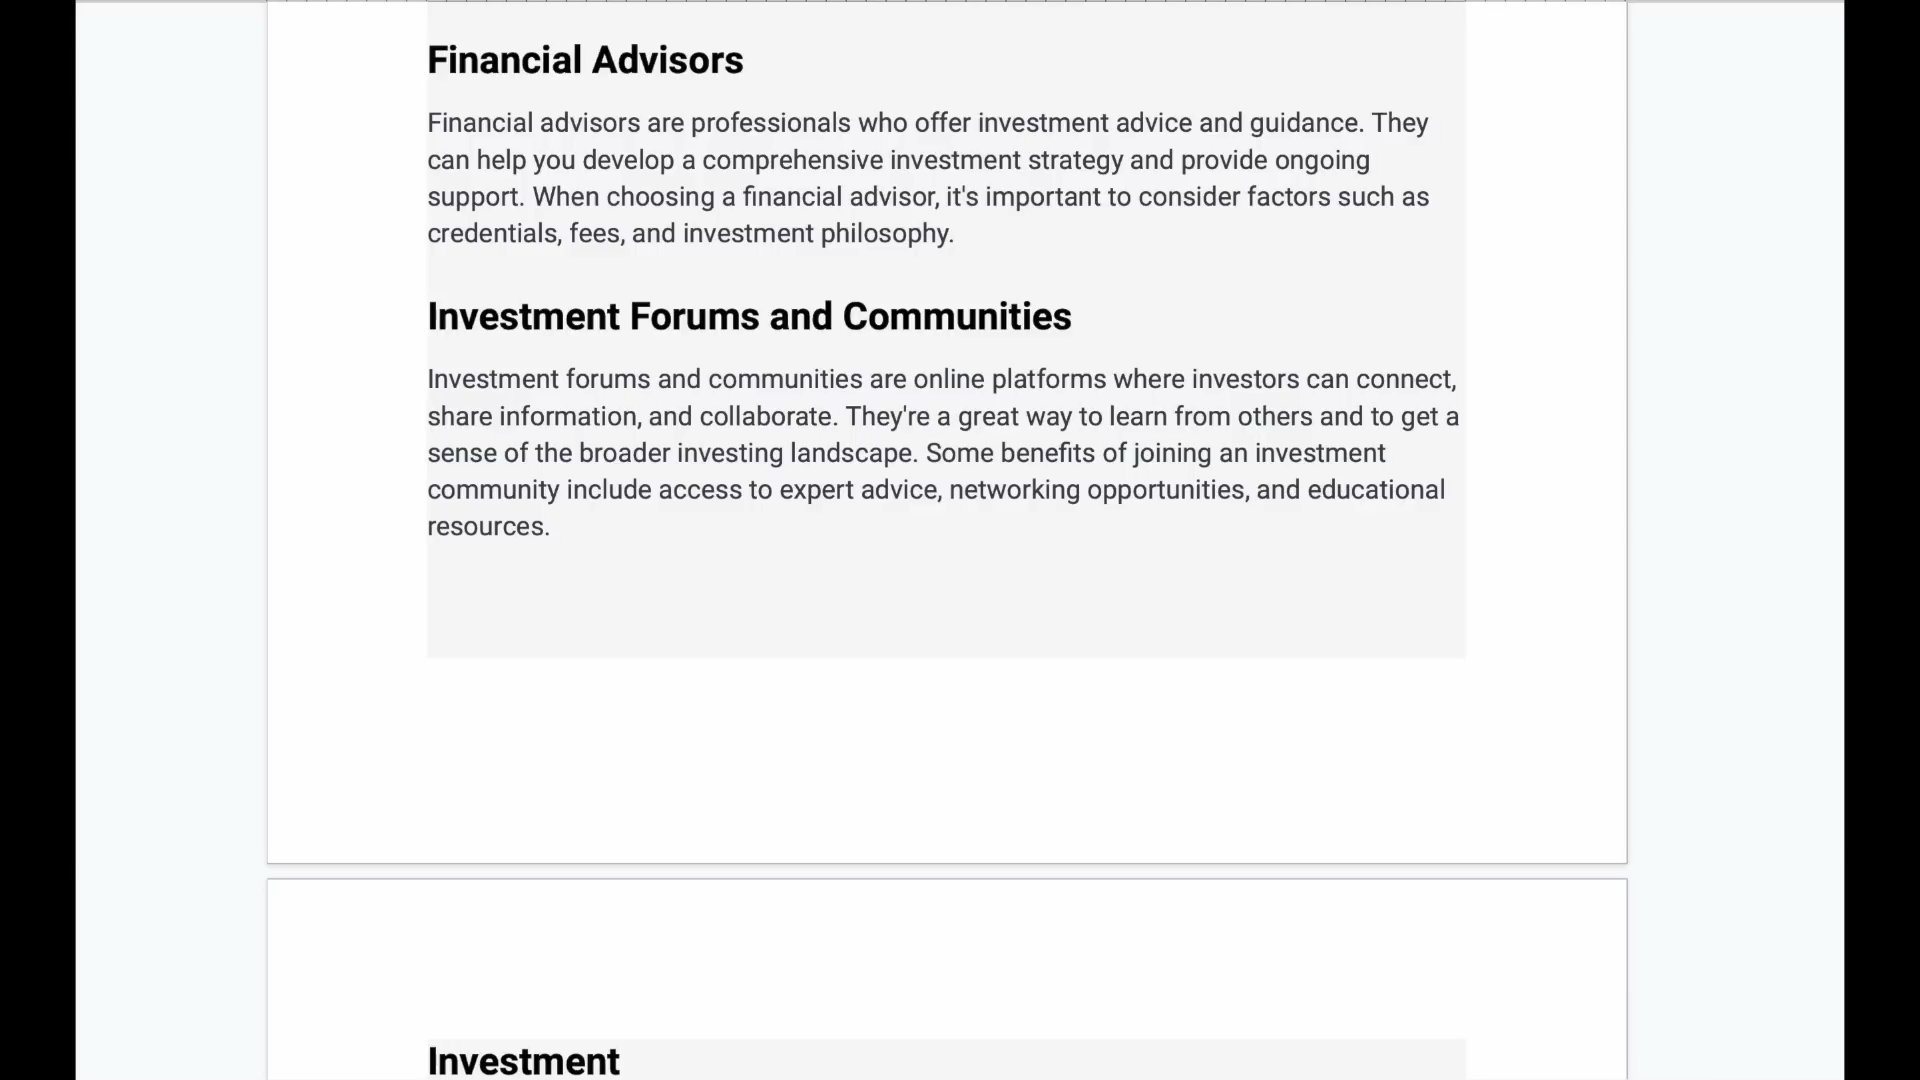 Financial Advisors
Financial advisors are professionals who offer investment advice and guidance. They
can help you develop a comprehensive investment strategy and provide ongoing
support. When choosing a financial advisor, it's important to consider factors such as
credentials, fees, and investment philosophy.
Investment Forums and Communities
Investment forums and communities are online platforms where investors can connect,
share information, and collaborate. They're a great way to learn from others and to get a
sense of the broader investing landscape. Some benefits of joining an investment
community include access to expert advice, networking opportunities, and educational
resources.
Investment